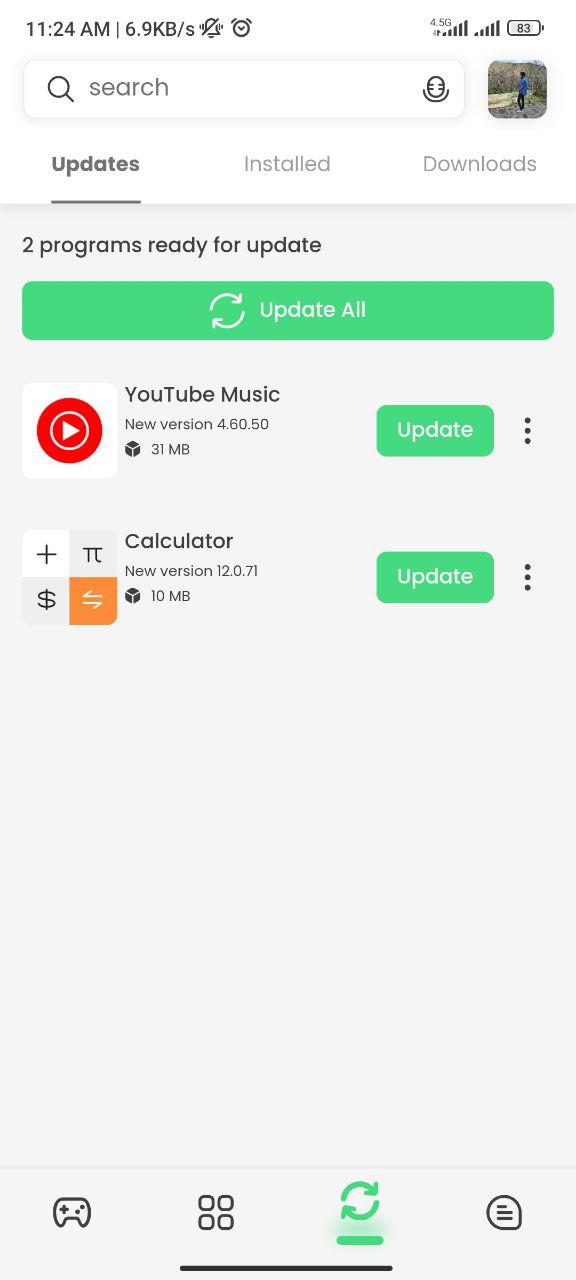 11:24 AM | 6.9KB/s
4.5G
83
search
Updates
Installed
Downloads
2 programs ready for update
Update All
YouTube Music
New version 4.60.50
31 MB
Update
+ π
$
Calculator
New version 12.0.71
10 MB
Update